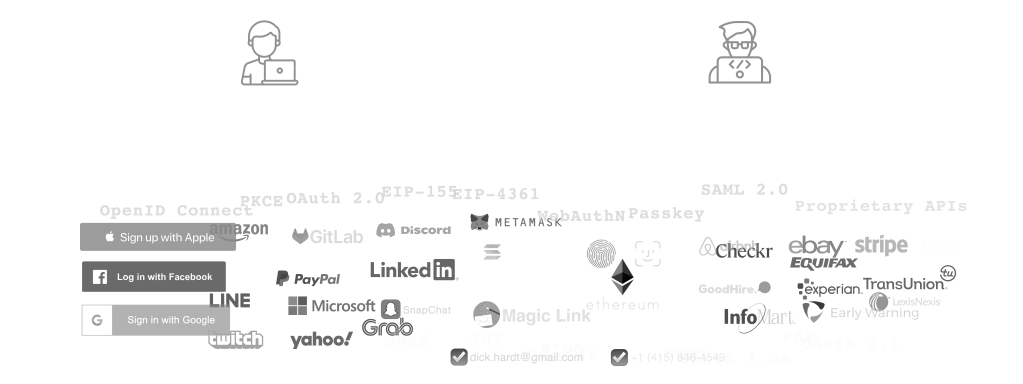 EIP-155
EIP-4361
SAML 2.0
PKCE
OAuth 2.0
OpenID Connect
WebAuthN
Passkey
Proprietary APIs
Sign up with Apple
amazon
GitLab
Discord
METAMASK
airbnb
Checkr
ebay
stripe
EQUIFAX
Log in with Facebook
PayPal
LinkedIn
GoodHire.
experian.
TransUnion
tu
LINE
Microsoft
SnapChat
ethereum
LexisNexis
G Sign in with Google
Grab
Magic Link
InfoMart
Early Warning
twitch
yahoo!
dick.hardt@gmail.com
+1 (415) 848-4549